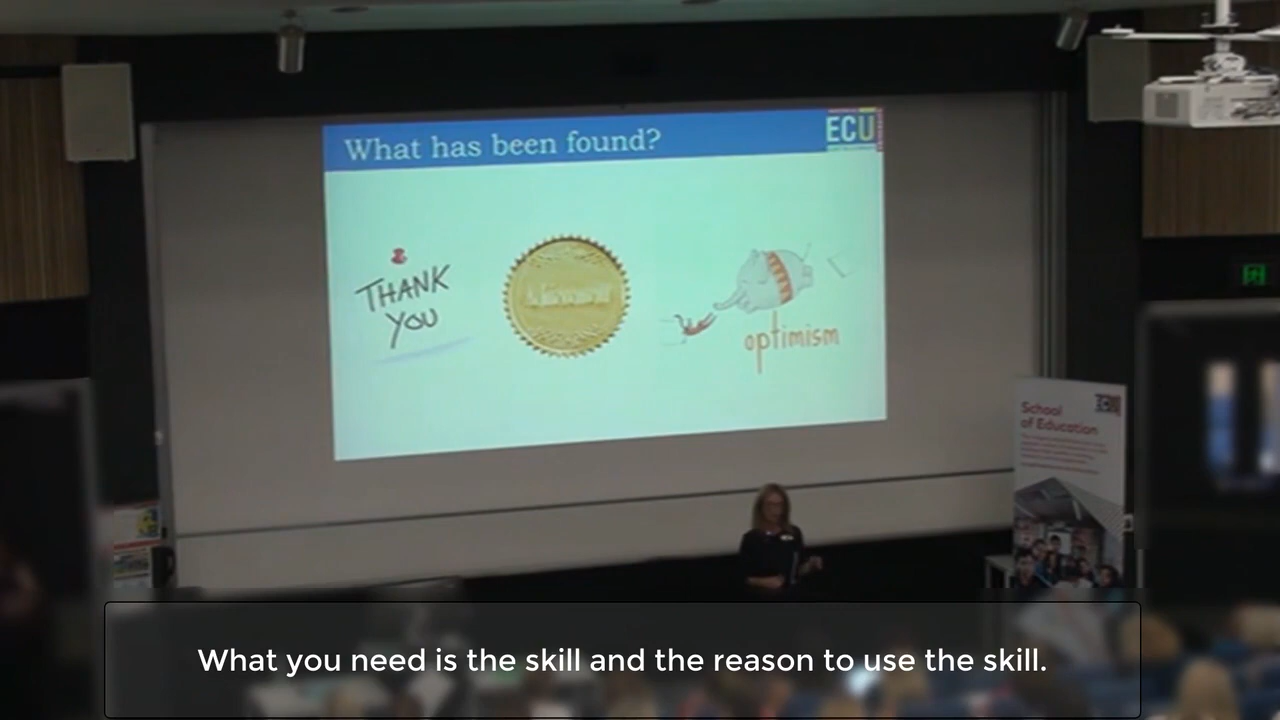 What has been found?
ECU
THANK
YOU
optimism
School
of Education
What you need is the skill and the reason to use the skill.